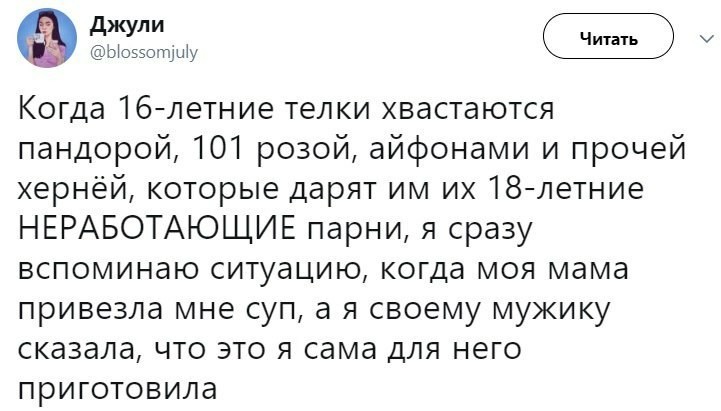 Джули
@blossomjuly
Читать
Когда 16-летние телки хвастаются
пандорой, 101 розой, айфонами и прочей
хернёй, которые дарят им их 18-летние
НЕРАБОТАЮЩИЕ парни, я сразу
вспоминаю ситуацию, когда моя мама
привезла мне суп, а я своему мужику
сказала, что это я сама для него
приготовила